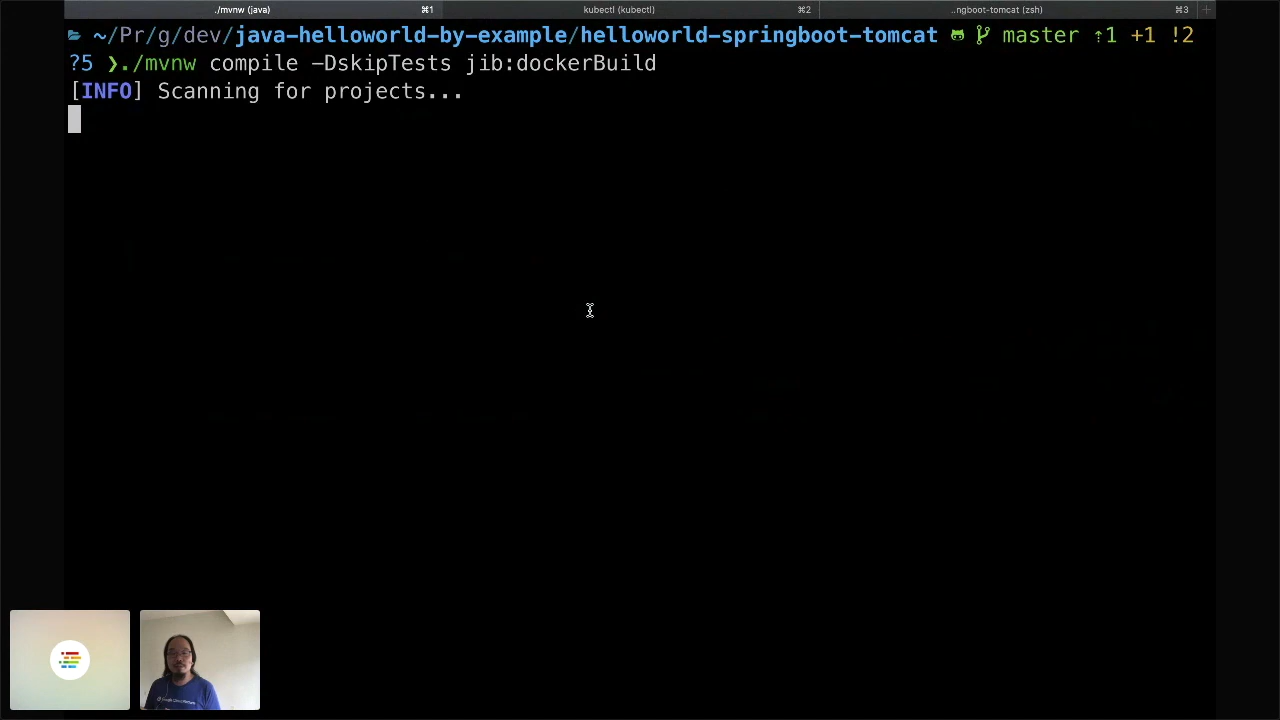 ./mvnw (java) ⌘1 kubectl (kubectl) ⌘2 ..ngboot-tomcat (zsh) ⌘3 +
~/Pr/g/dev/java-helloworld-by-example/helloworld-springboot-tomcat master ⇡1 +1 !2
?5 ❯./mvnw compile -DskipTests jib:dockerBuild
[INFO] Scanning for projects...